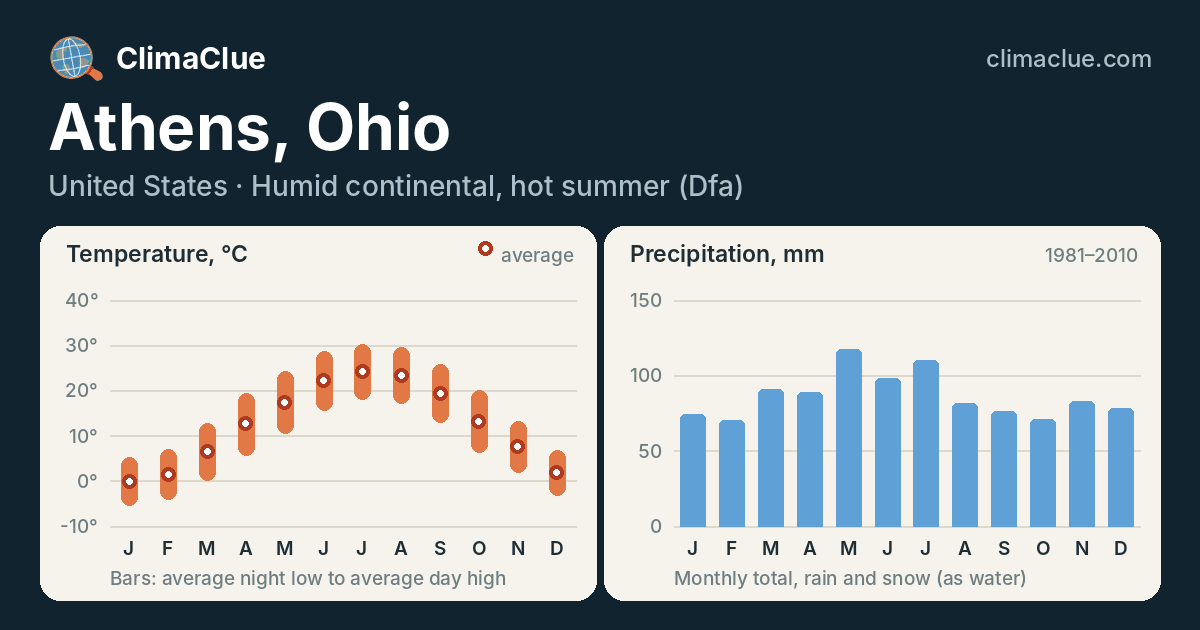 ClimaClue
climaclue.com
Athens, Ohio
United States · Humid continental, hot summer (Dfa)
Temperature, °C
average
40°
30°
20°
10°
0°
-10°
J F M A M J J A S O N D
Bars: average night low to average day high
Precipitation, mm
1981–2010
150
100
50
0
J F M A M J J A S O N D
Monthly total, rain and snow (as water)